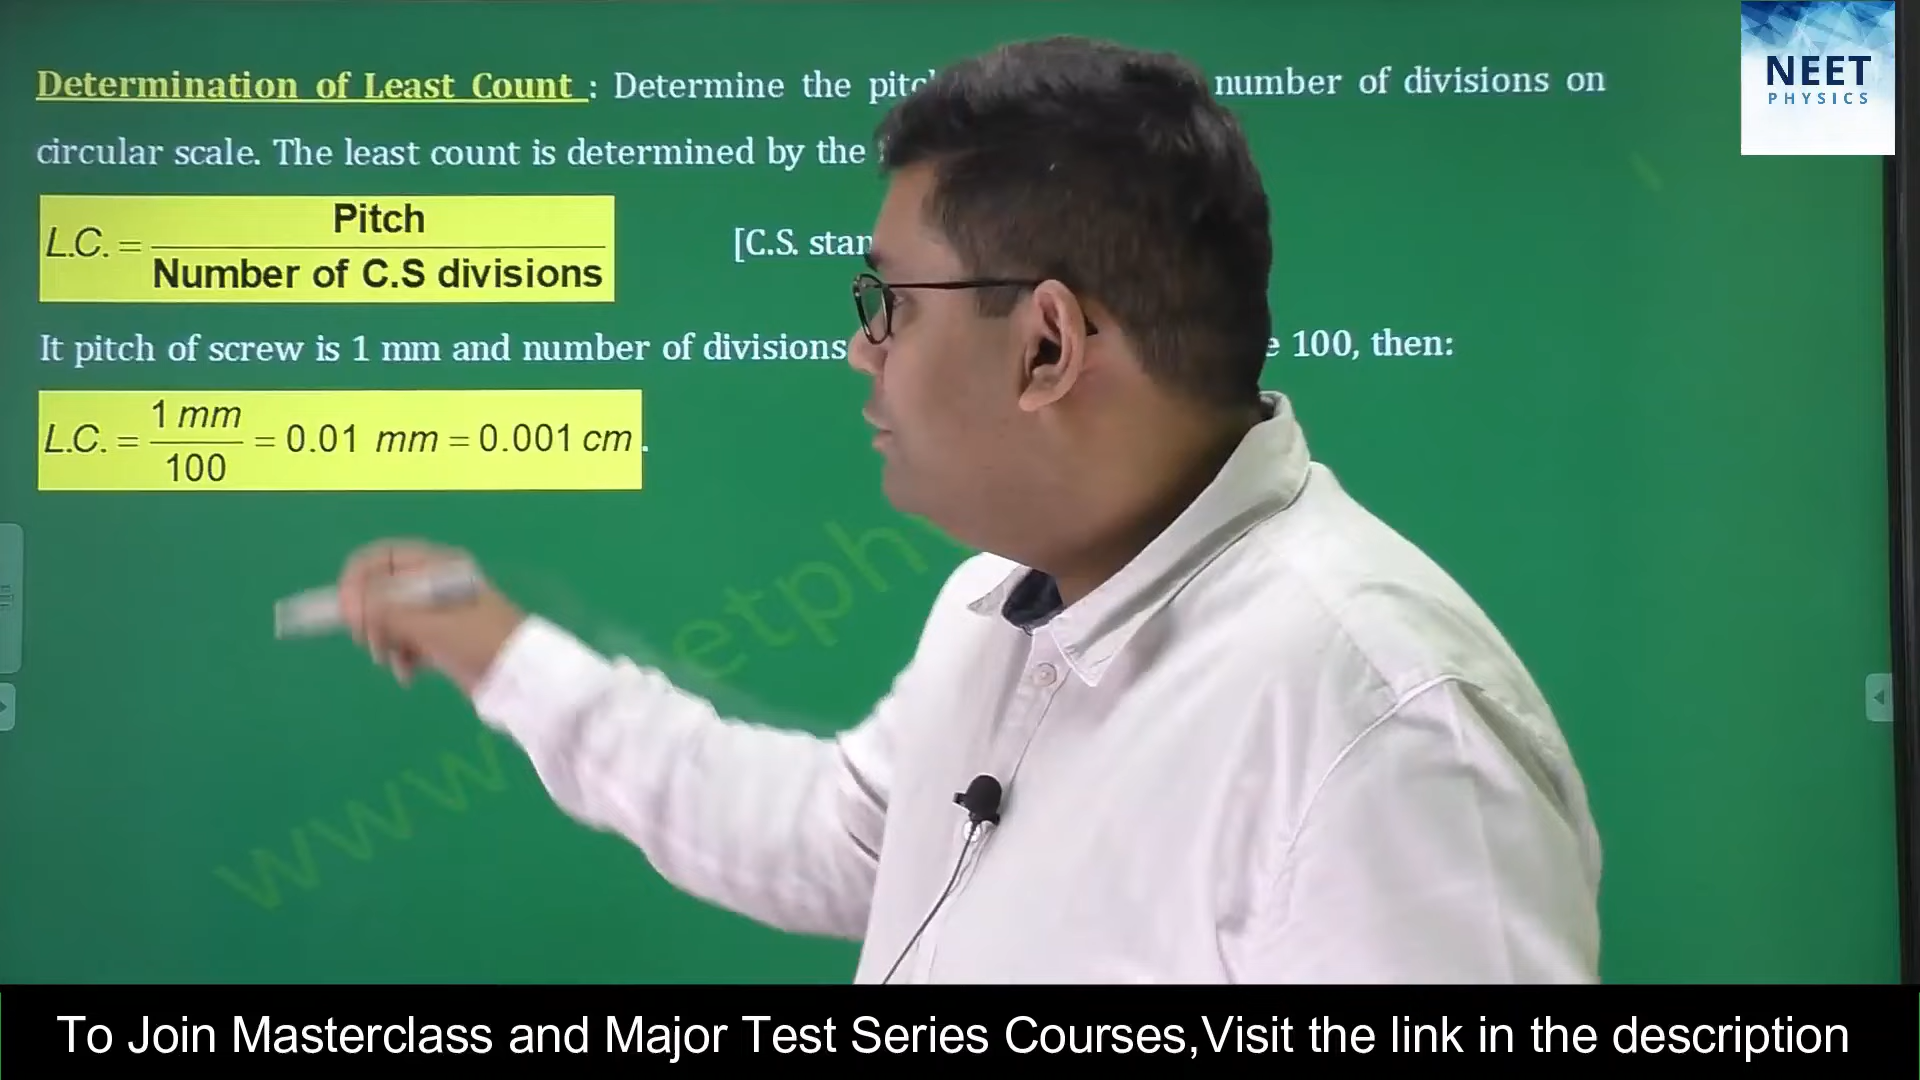 NEET
PHYSICS
Determination of Least Count : Determine the number of divisions on
circular scale. The least count is determined by the
L.C. = Pitch / Number of C.S divisions
[C.S.
It pitch of screw is 1 mm and number of divisions 100, then:
L.C. = 1 mm / 100 = 0.01 mm = 0.001 cm.
To Join Masterclass and Major Test Series Courses,Visit the link in the description